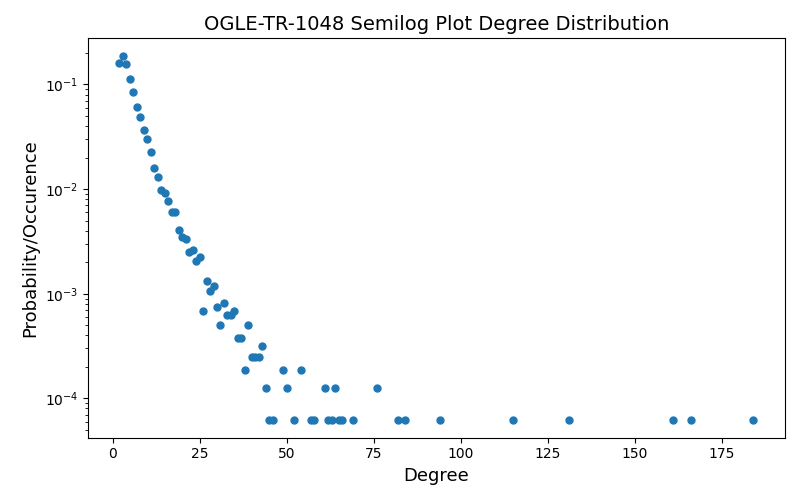 OGLE-TR-1048 Semilog Plot Degree Distribution
Probability/Occurence
10⁻¹
10⁻²
10⁻³
10⁻⁴
0 25 50 75 100 125 150 175
Degree